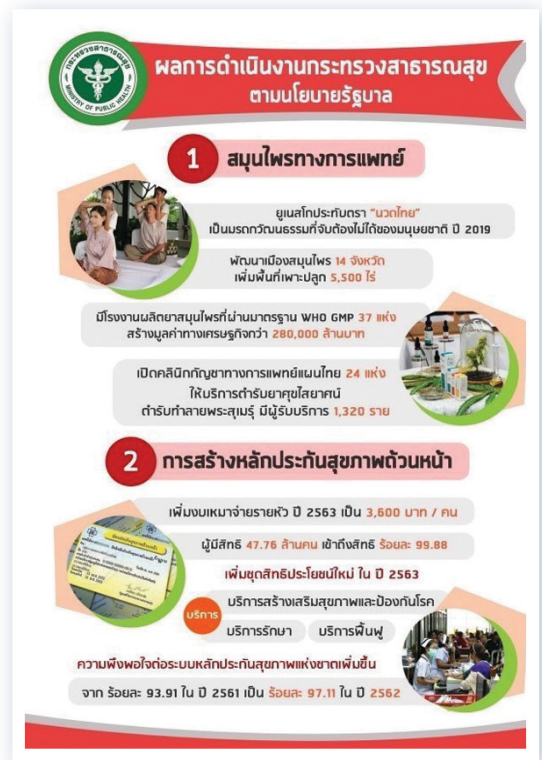 กระทรวงสาธารณสุข
MINISTRY OF PUBLIC HEALTH
ผลการดำเนินงานกระทรวงสาธารณสุข
ตามนโยบายรัฐบาล
1 สมุนไพรทางการแพทย์
ยูเนสโกประทับตรา “นวดไทย”
เป็นมรดกวัฒนธรรมที่จับต้องไม่ได้ของมนุษยชาติ ปี 2019
พัฒนาเมืองสมุนไพร 14 จังหวัด
เพิ่มพื้นที่เพาะปลูก 5,500 ไร่
มีโรงงานผลิตยาสมุนไพรที่ผ่านมาตรฐาน WHO GMP 37 แห่ง
สร้างมูลค่าทางเศรษฐกิจกว่า 280,000 ล้านบาท
เปิดคลินิกกัญชาทางการแพทย์แผนไทย 24 แห่ง
ให้บริการตำรับยาศุขไสยาศน์
ตำรับทำลายพระสุเมรุ มีผู้รับบริการ 1,320 ราย
2 การสร้างหลักประกันสุขภาพถ้วนหน้า
เพิ่มงบเหมาจ่ายรายหัว ปี 2563 เป็น 3,600 บาท / คน
ผู้มีสิทธิ 47.76 ล้านคน เข้าถึงสิทธิ ร้อยละ 99.88
เพิ่มชุดสิทธิประโยชน์ใหม่ ใน ปี 2563
บริการ
บริการสร้างเสริมสุขภาพและป้องกันโรค
บริการรักษา บริการฟื้นฟู
ความพึงพอใจต่อระบบหลักประกันสุขภาพแห่งชาตเพิ่มขึ้น
จาก ร้อยละ 93.91 ใน ปี 2561 เป็น ร้อยละ 97.11 ใน ปี 2562